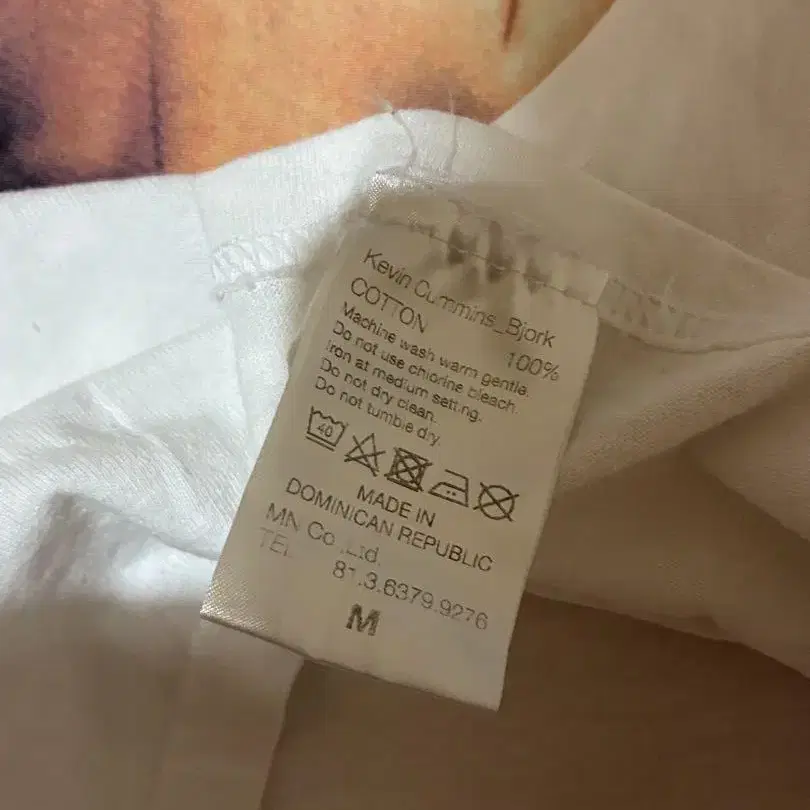 Kevin Cummins_Bjork
COTTON 100%
Machine wash warm gentle.
Do not use chlorine bleach.
Iron at medium setting.
Do not dry clean.
Do not tumble dry.
40
MADE IN
DOMINICAN REPUBLIC
MN Co.,Ltd.
TEL 81.3.6379.9276
M